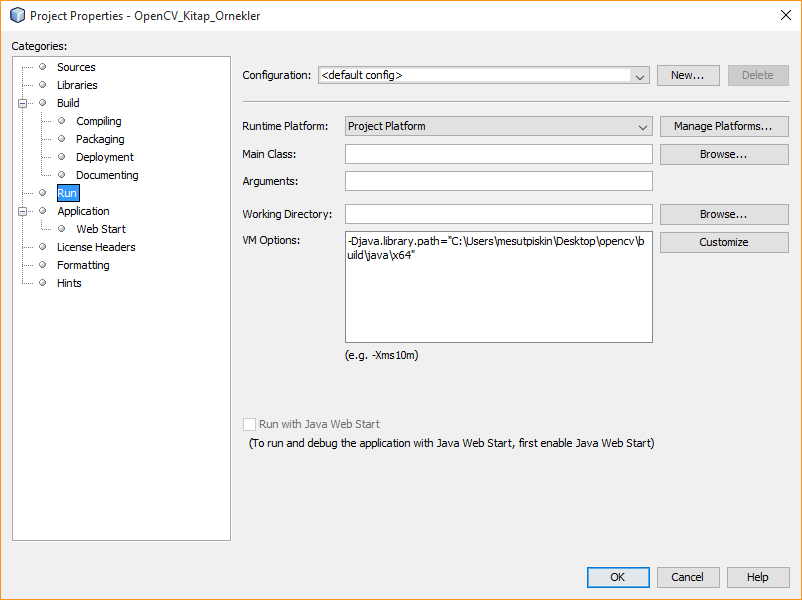 Project Properties - OpenCV_Kitap_Ornekler
Categories:
Sources
Libraries
Build
Compiling
Packaging
Deployment
Documenting
Run
Application
Web Start
License Headers
Formatting
Hints
Configuration: <default config> New... Delete
Runtime Platform: Project Platform Manage Platforms...
Main Class: Browse...
Arguments:
Working Directory: Browse...
VM Options: -Djava.library.path="C:\Users\mesutpiskin\Desktop\opencv\b Customize
uild\java\x64"
(e.g. -Xms10m)
Run with Java Web Start
(To run and debug the application with Java Web Start, first enable Java Web Start)
OK Cancel Help